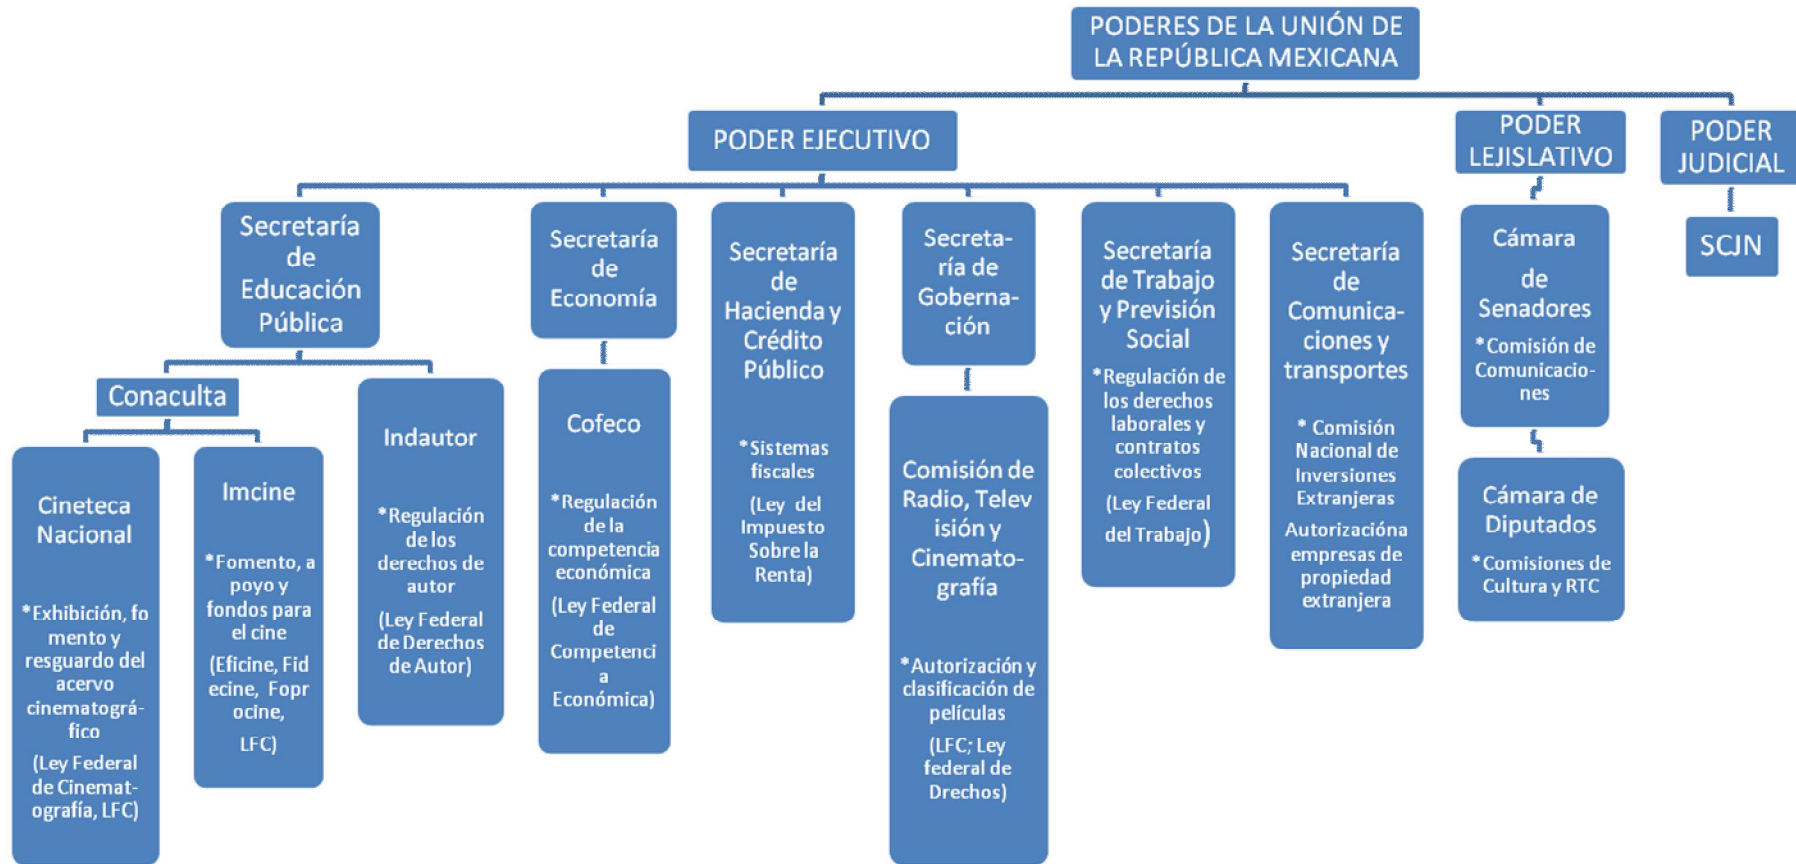 PODERES DE LA UNIÓN DE
LA REPÚBLICA MEXICANA
PODER EJECUTIVO
PODER
LEJISLATIVO
PODER
JUDICIAL
Secretaría
de
Educación
Pública
Secretaría
de
Economía
Secretaría
de
Hacienda y
Crédito
Público
*Sistemas
fiscales
(Ley del
Impuesto
Sobre la
Renta)
Secreta-
ría de
Goberna-
ción
Secretaría
de Trabajo
y Previsión
Social
*Regulación de
los derechos
laborales y
contratos
colectivos
(Ley Federal
del Trabajo)
Secretaría
de
Comunica-
ciones y
transportes
* Comisión
Nacional de
Inversiones
Extranjeras
Autorizacióna
empresas de
propiedad
extranjera
Cámara
de
Senadores
*Comisión de
Comunicacio-
nes
SCJN
Conaculta
Indautor
*Regulación
de los
derechos de
autor
(Ley Federal
de Derechos
de Autor)
Cofeco
*Regulación
de la
competencia
económica
(Ley Federal
de
Competenci
a
Económica)
Comisión de
Radio, Telev
isión y
Cinemato-
grafía
*Autorización y
clasificación de
películas
(LFC; Ley
federal de
Drechos)
Cámara de
Diputados
*Comisiones de
Cultura y RTC
Cineteca
Nacional
*Exhibición, fo
mento y
resguardo del
acervo
cinematográ-
fico
(Ley Federal
de Cinemat-
ografía, LFC)
Imcine
*Fomento, a
poyo y
fondos para
el cine
(Eficine, Fid
ecine, Fopr
ocine,
LFC)